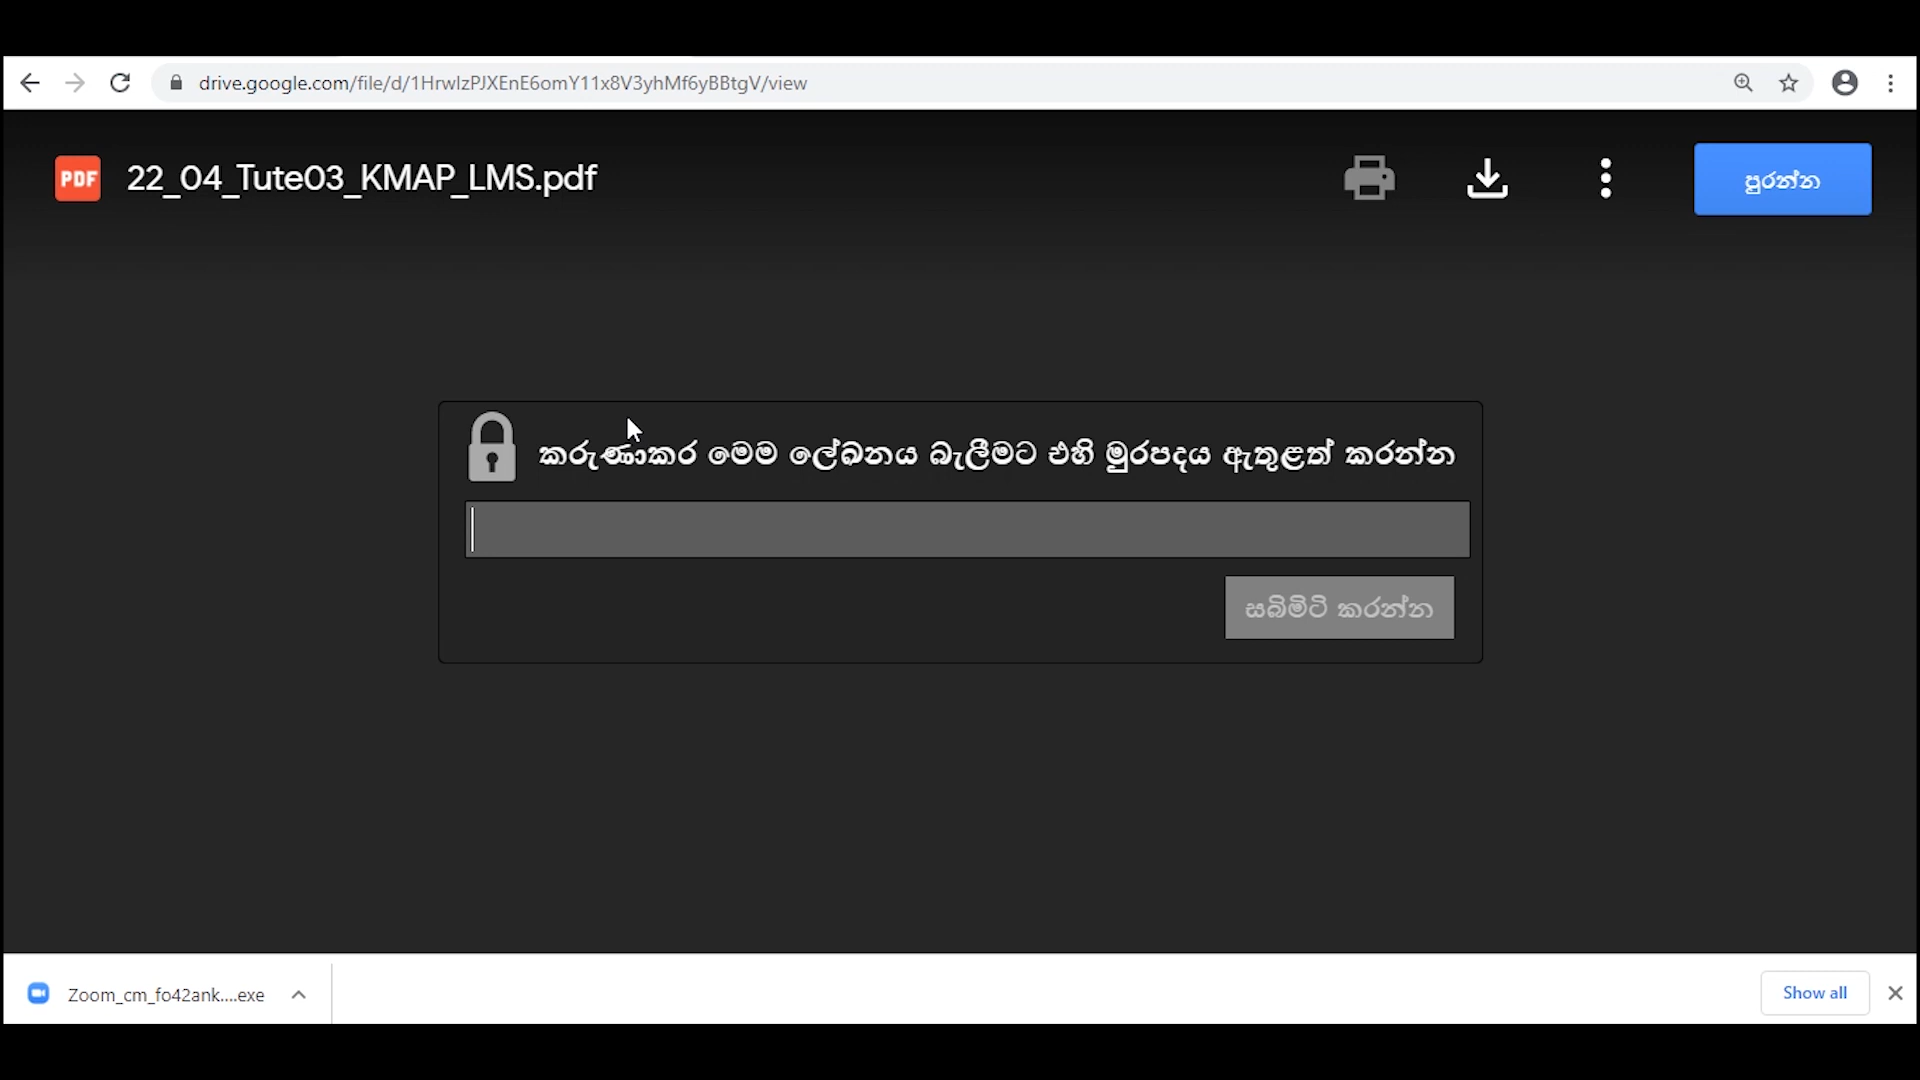 drive.google.com/file/d/1HrwIzPJXEnE6omY11x8V3yhMf6yBBtgV/view
PDF 22_04_Tute03_KMAP_LMS.pdf
පුරන්න
කරුණාකර මෙම ලේඛනය බැලීමට එහි මුරපදය ඇතුළත් කරන්න
සබ්මිට් කරන්න
Zoom_cm_fo42ank....exe
Show all